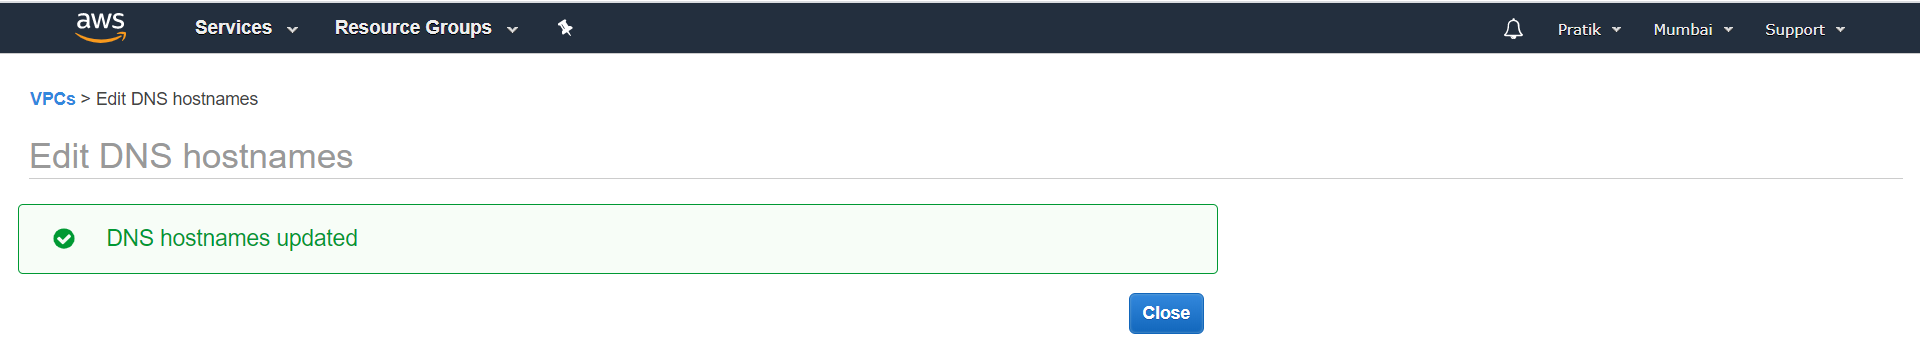 aws Services Resource Groups Pratik Mumbai Support
VPCs > Edit DNS hostnames
Edit DNS hostnames
DNS hostnames updated
Close